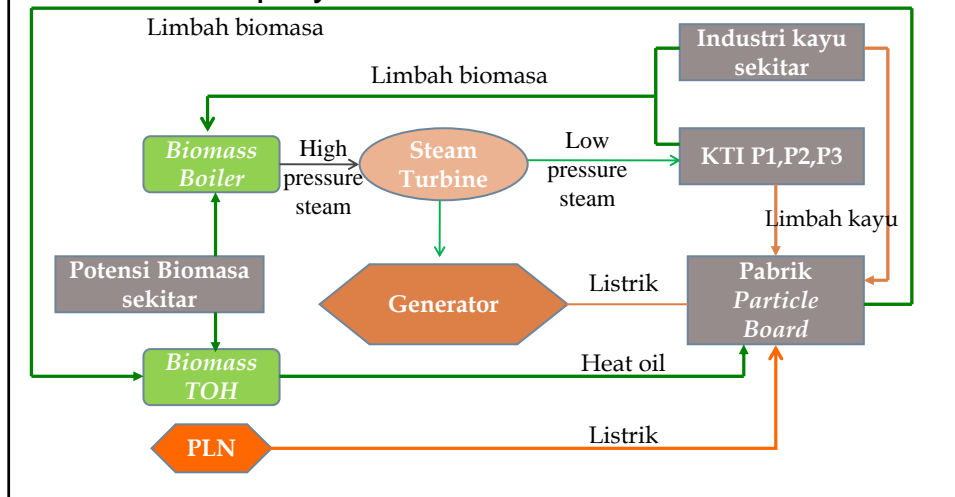 Limbah biomasa
Industri kayu
sekitar
Limbah biomasa
Biomass
Boiler
High
pressure
steam
Steam
Turbine
Low
pressure
steam
KTI P1,P2,P3
Limbah kayu
Potensi Biomasa
sekitar
Generator
Listrik
Pabrik
Particle
Board
Biomass
TOH
Heat oil
PLN
Listrik